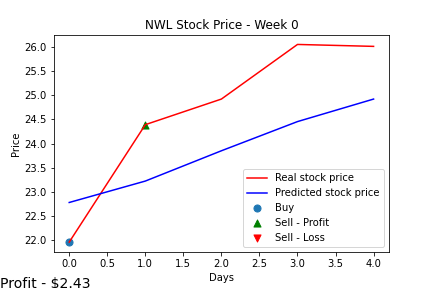 NWL Stock Price - Week 0
Price
26.0
25.5
25.0
24.5
24.0
23.5
23.0
22.5
22.0
Real stock price
Predicted stock price
Buy
Sell - Profit
Sell - Loss
0.0 0.5 1.0 1.5 2.0 2.5 3.0 3.5 4.0
Days
Profit - $2.43